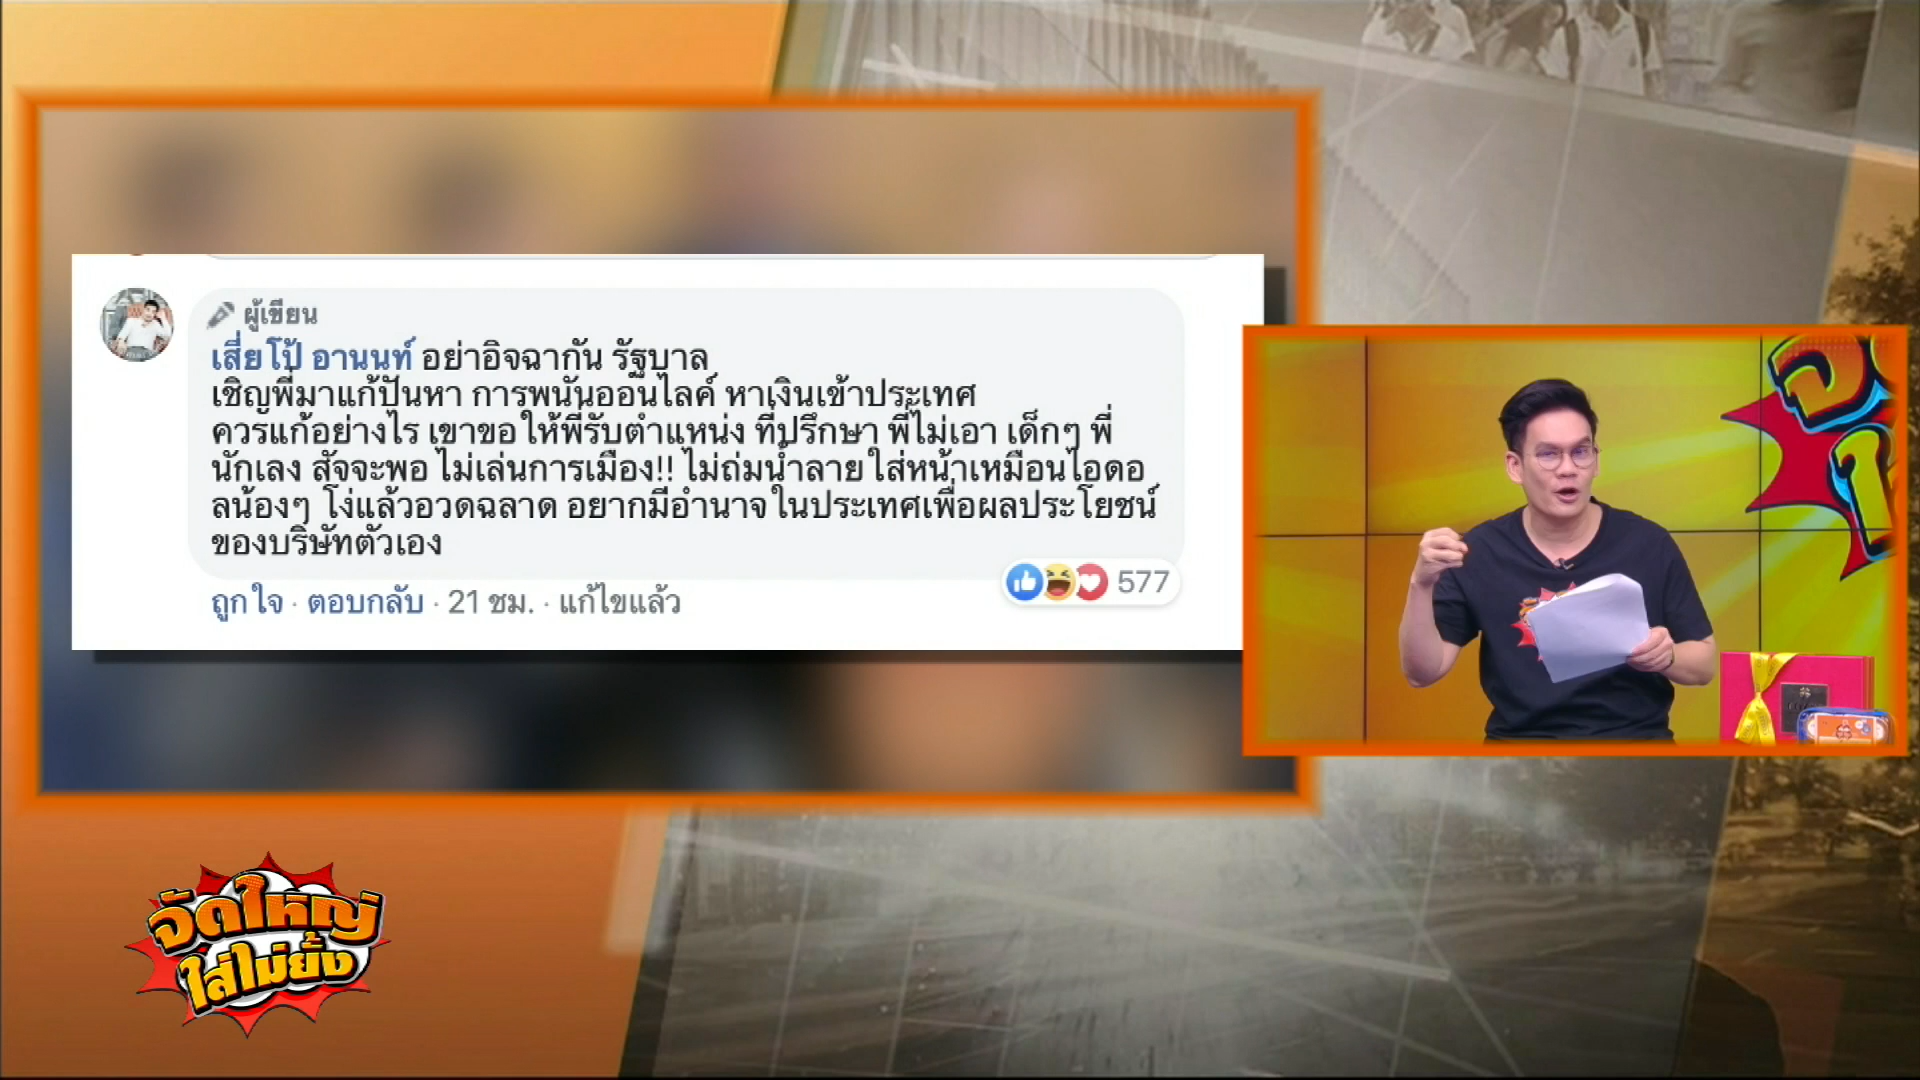 ผู้เขียน
เสี่ยโป้ อานนท์ อย่าอิจฉากัน รัฐบาล
เชิญพี่มาแก้ปันหา การพนันออนไลค์ หาเงินเข้าประเทศ
ควรแก้อย่างไร เขาขอให้พี่รับตำแหน่ง ที่ปรึกษา พี่ไม่เอา เด็กๆ พี่
นักเลง สัจจะพอ ไม่เล่นการเมือง!! ไม่ถ่มน้ำลายใส่หน้าเหมือนไอดอ
ลน้องๆ โง่แล้วอวดฉลาด อยากมีอำนาจในประเทศเพื่อผลประโยชน์
ของบริษัทตัวเอง
ถูกใจ · ตอบกลับ · 21 ชม. · แก้ไขแล้ว
577
จัดใหญ่
ใส่ไม่ยั้ง